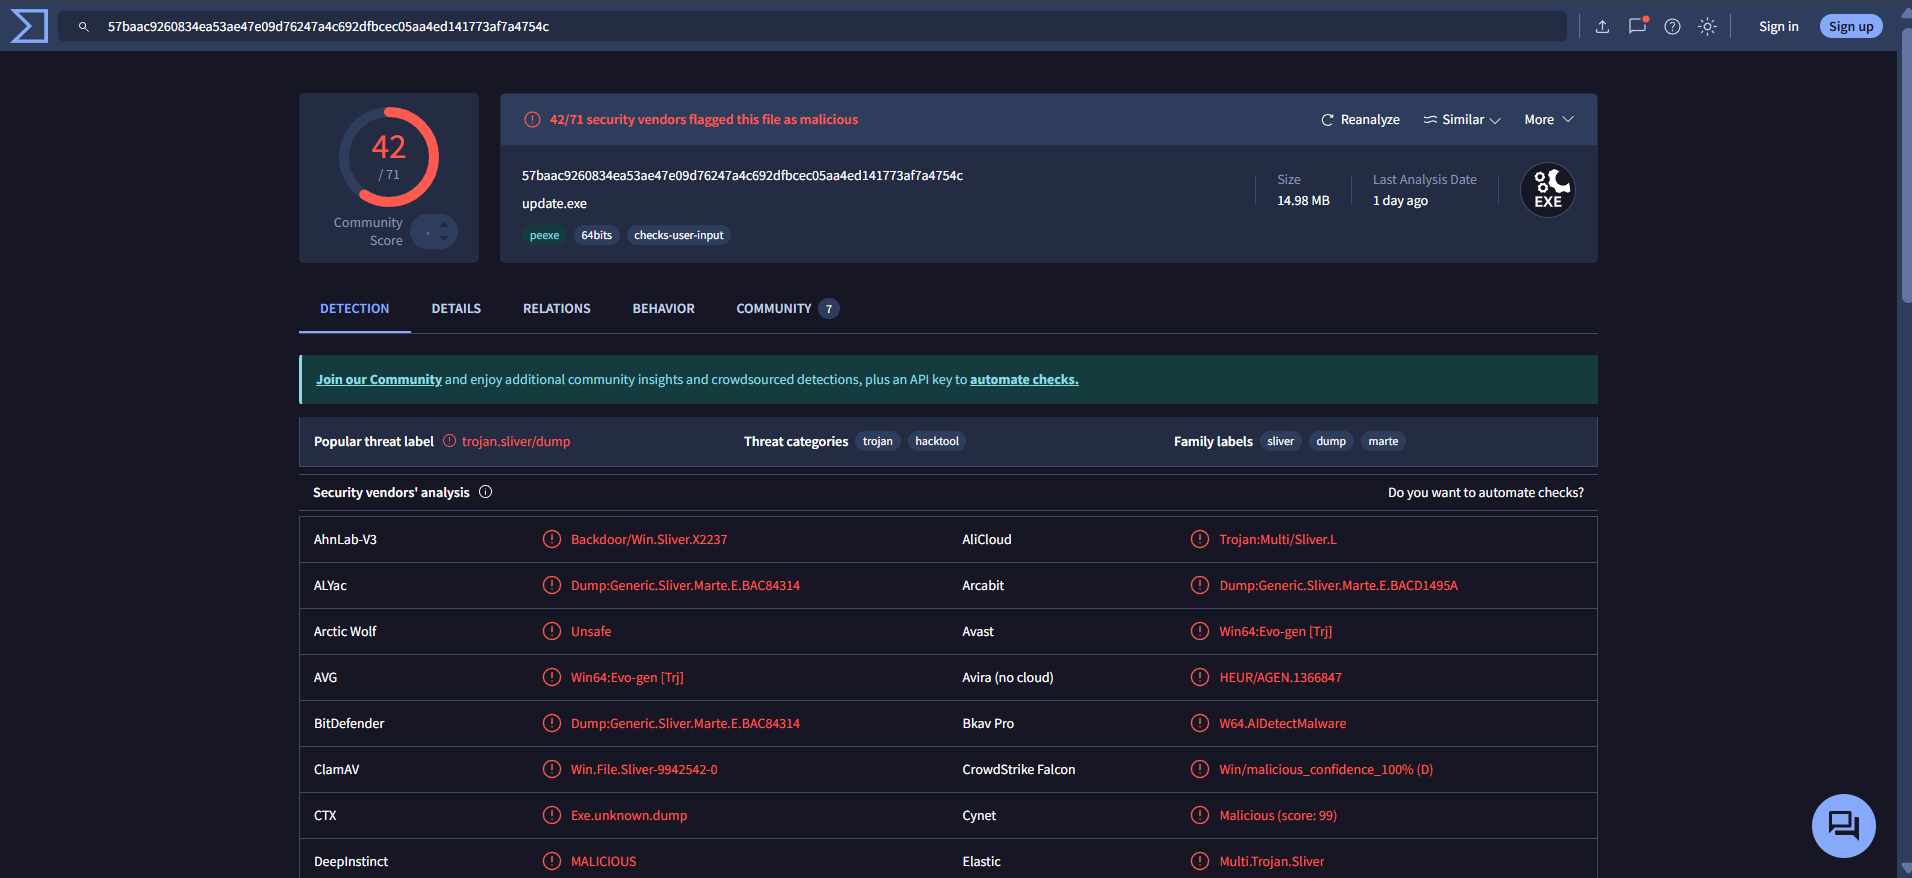 57baac9260834ea53ae47e09d76247a4c692dfbcec05aa4ed141773af7a4754c
Sign in
Sign up
42
/ 71
Community
Score
42/71 security vendors flagged this file as malicious
Reanalyze
Similar
More
57baac9260834ea53ae47e09d76247a4c692dfbcec05aa4ed141773af7a4754c
update.exe
peexe
64bits
checks-user-input
Size
14.98 MB
Last Analysis Date
1 day ago
EXE
DETECTION
DETAILS
RELATIONS
BEHAVIOR
COMMUNITY 7
Join our Community and enjoy additional community insights and crowdsourced detections, plus an API key to automate checks.
Popular threat label trojan.sliver/dump
Threat categories trojan hacktool
Family labels sliver dump marte
Security vendors' analysis
Do you want to automate checks?
AhnLab-V3 Backdoor/Win.Sliver.X2237 AliCloud Trojan:Multi/Sliver.L
ALYac Dump:Generic.Sliver.Marte.E.BAC84314 Arcabit Dump:Generic.Sliver.Marte.E.BACD1495A
Arctic Wolf Unsafe Avast Win64:Evo-gen [Trj]
AVG Win64:Evo-gen [Trj] Avira (no cloud) HEUR/AGEN.1366847
BitDefender Dump:Generic.Sliver.Marte.E.BAC84314 Bkav Pro W64.AIDetectMalware
ClamAV Win.File.Sliver-9942542-0 CrowdStrike Falcon Win/malicious_confidence_100% (D)
CTX Exe.unknown.dump Cynet Malicious (score: 99)
DeepInstinct MALICIOUS Elastic Multi.Trojan.Sliver